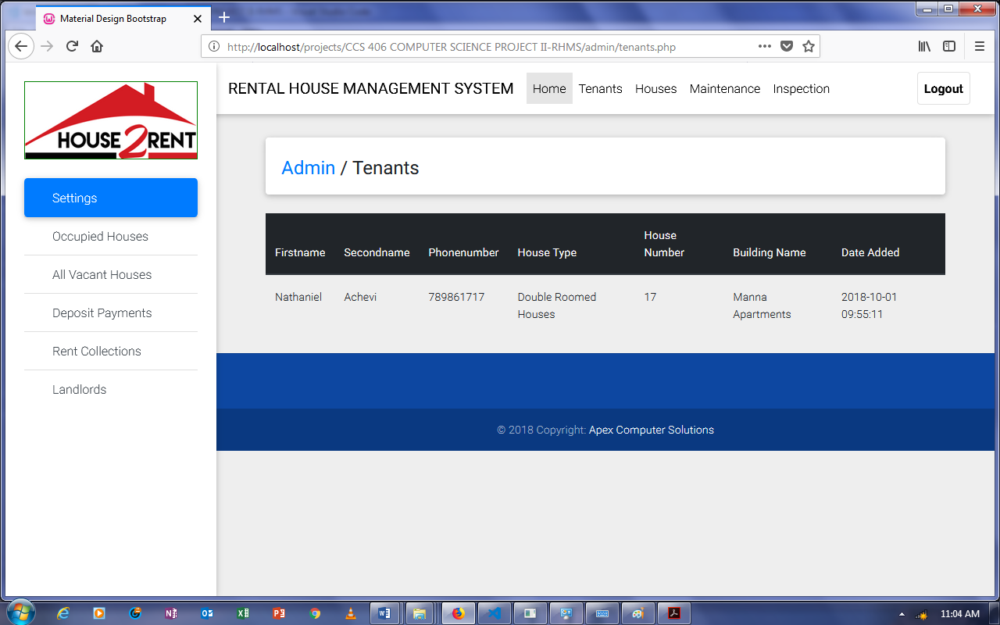 Material Design Bootstrap
http://localhost/projects/CCS 406 COMPUTER SCIENCE PROJECT II-RHMS/admin/tenants.php
HOUSE 2 RENT
RENTAL HOUSE MANAGEMENT SYSTEM Home Tenants Houses Maintenance Inspection Logout
Settings
Occupied Houses
All Vacant Houses
Deposit Payments
Rent Collections
Landlords
Admin / Tenants
House
Firstname Secondname Phonenumber House Type Number Building Name Date Added
Nathaniel Achevi 789861717 Double Roomed 17 Manna 2018-10-01
Houses Apartments 09:55:11
© 2018 Copyright: Apex Computer Solutions
11:04 AM